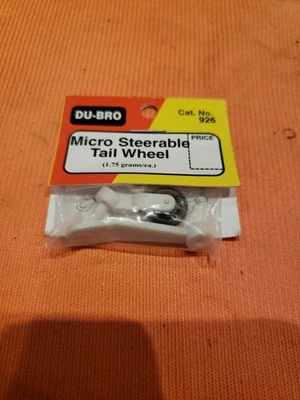 DU-BRO
Cat. No.
926
PRICE
Micro Steerable
Tail Wheel
(1.75 grams/ea.)